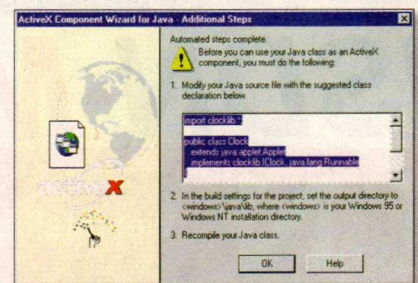 ActiveX Component Wizard for Java - Additional Steps
Automated steps complete.
Before you can use your Java class as an ActiveX
component, you must do the following:
1. Modify your Java source file with the suggested class
declaration below.
import clocklib.*;
public class Clock
extends java.applet.Applet
implements clocklib.IClock, java.lang.Runnable
{
2. In the build settings for the project, set the output directory to
<windows>\java\lib, where <windows> is your Windows 95 or
Windows NT installation directory.
3. Recompile your Java class.
OK
Help